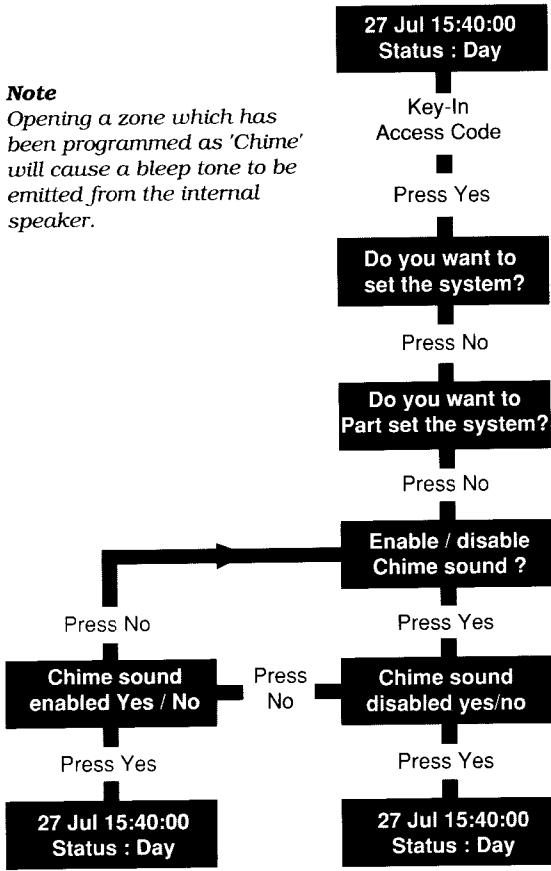 27 Jul 15:40:00
Status : Day
Note
Opening a zone which has
been programmed as 'Chime'
will cause a bleep tone to be
emitted from the internal
speaker.
Key-In
Access Code
Press Yes
Do you want to
set the system?
Press No
Do you want to
Part set the system?
Press No
Enable / disable
Chime sound ?
Press No
Press Yes
Chime sound
enabled Yes / No
Press
No
Chime sound
disabled yes/no
Press Yes
Press Yes
27 Jul 15:40:00
Status : Day
27 Jul 15:40:00
Status : Day